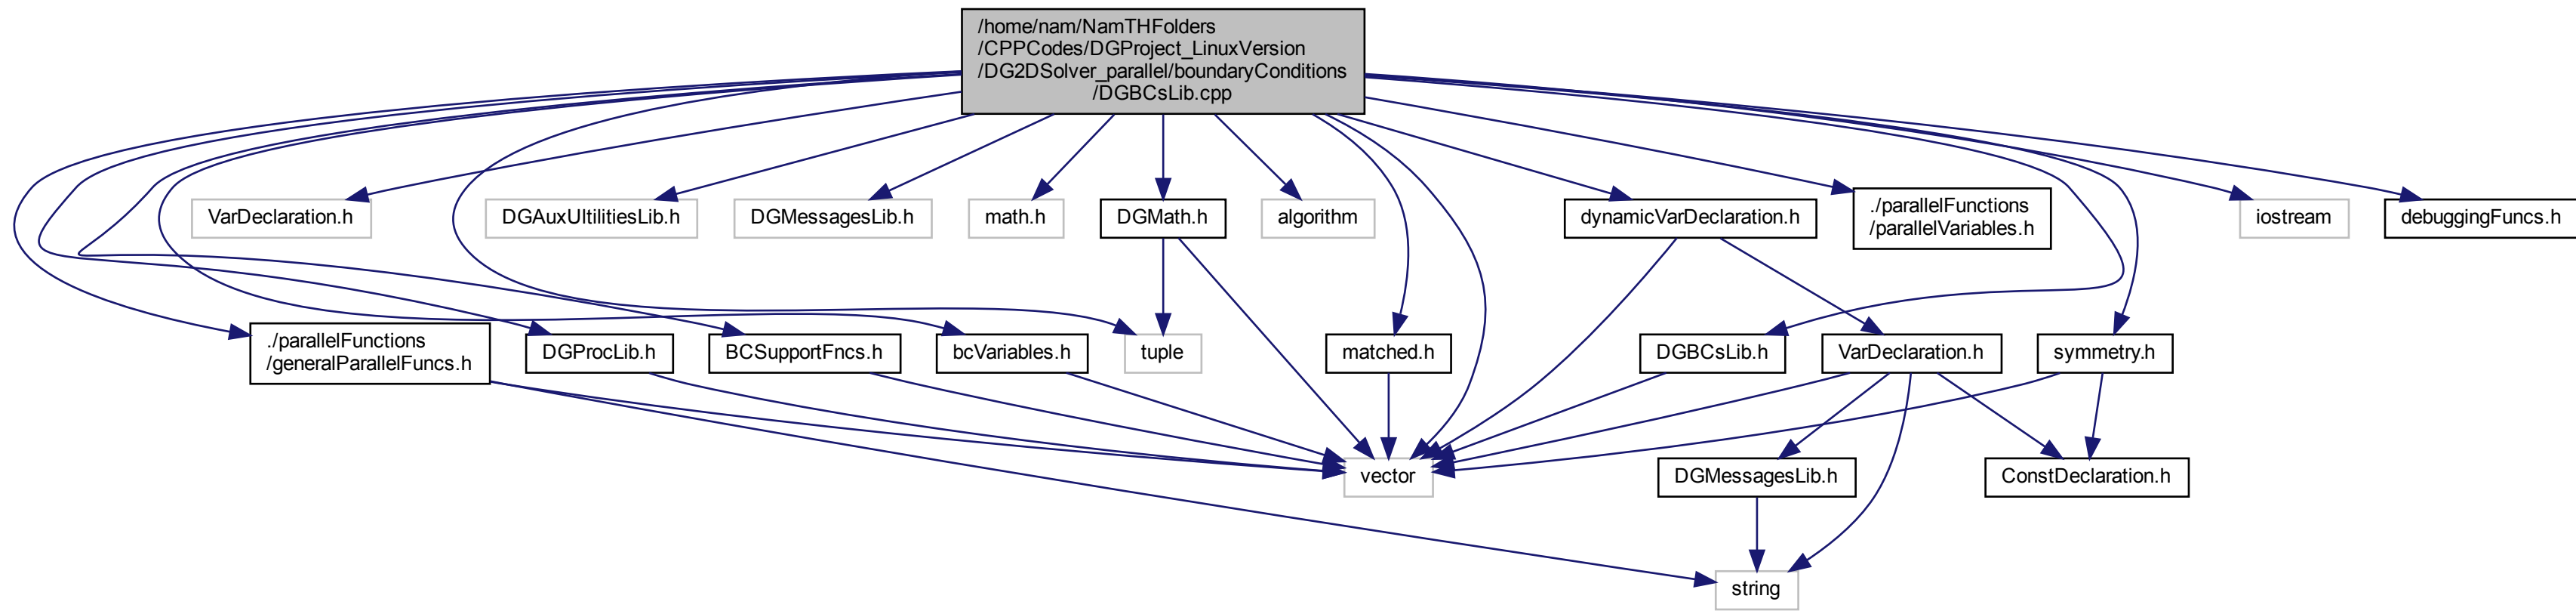 /home/nam/NamTHFolders
/CPPCodes/DGProject_LinuxVersion
/DG2DSolver_parallel/boundaryConditions
/DGBCsLib.cpp
VarDeclaration.h
DGAuxUltilitiesLib.h
DGMessagesLib.h
math.h
DGMath.h
algorithm
dynamicVarDeclaration.h
./parallelFunctions
/parallelVariables.h
iostream
debuggingFuncs.h
./parallelFunctions
/generalParallelFuncs.h
DGProcLib.h
BCSupportFncs.h
bcVariables.h
tuple
matched.h
DGBCsLib.h
VarDeclaration.h
symmetry.h
vector
DGMessagesLib.h
ConstDeclaration.h
string